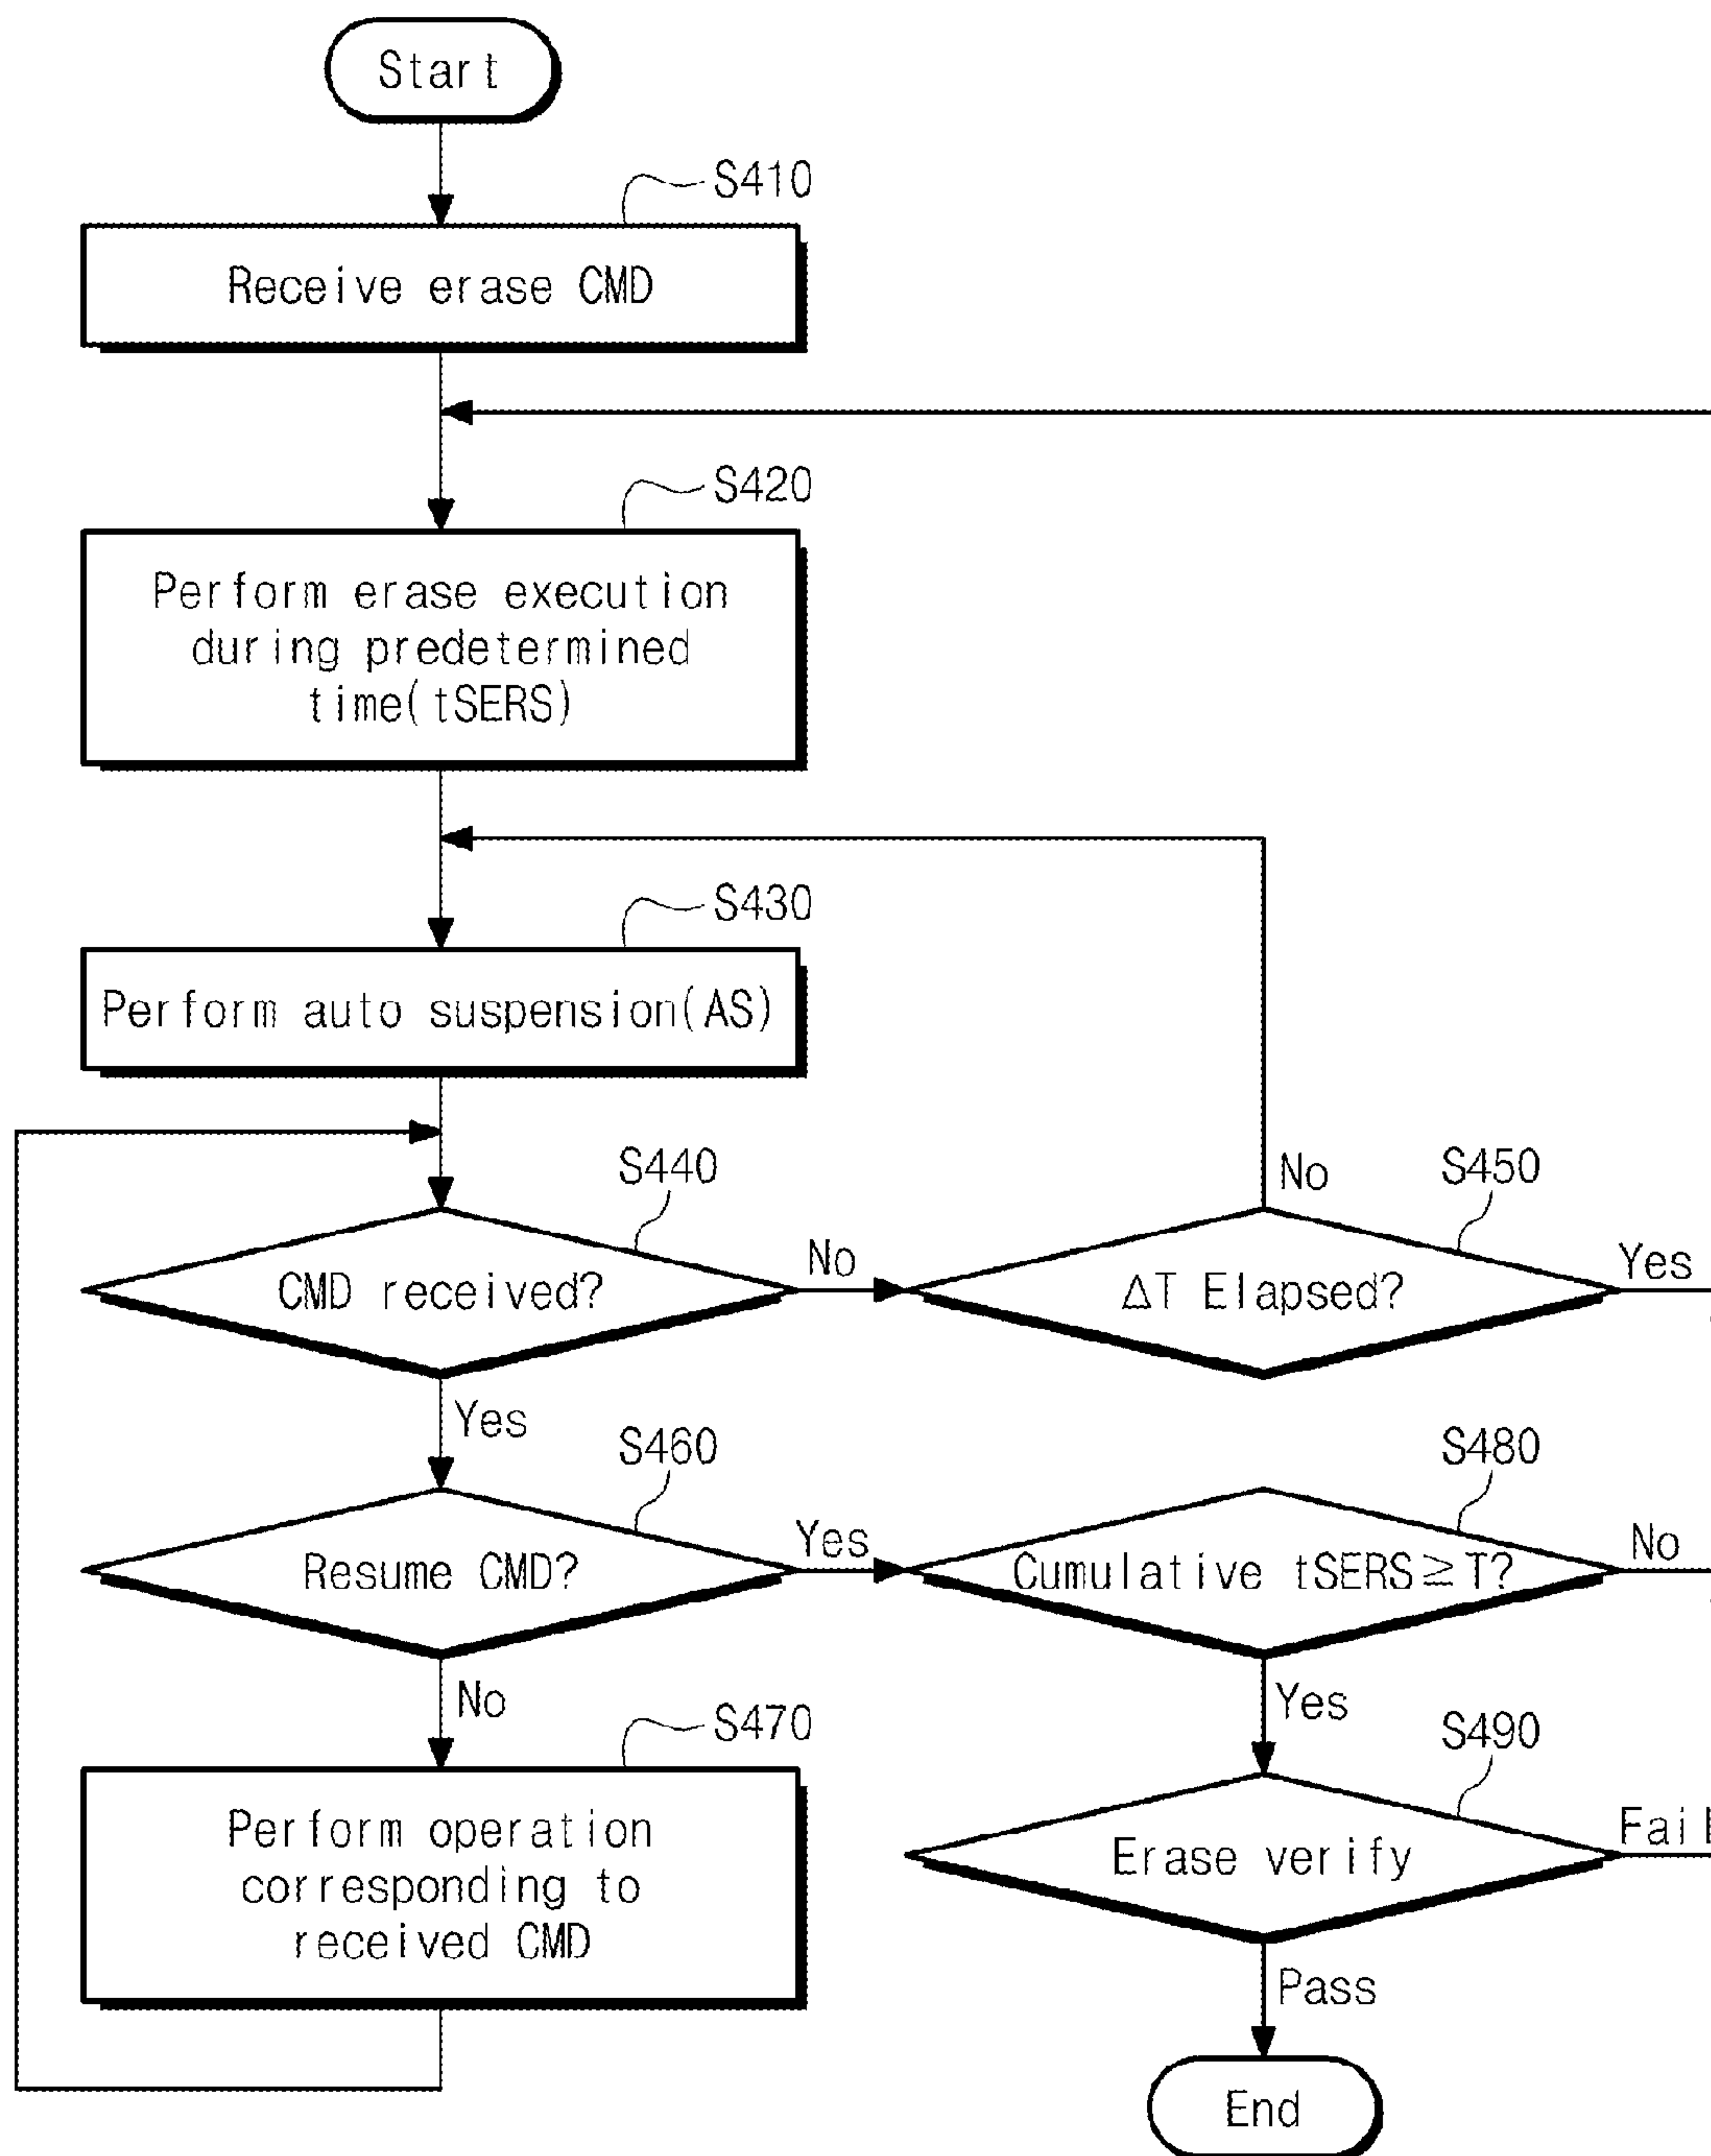 Start
S410
Receive erase CMD
S420
Perform erase execution
during predetermined
time(tSERS)
S430
Perform auto suspension(AS)
S440
CMD received?
No
S450
ΔT Elapsed?
No
Yes
Yes
S460
Resume CMD?
Yes
S480
Cumulative tSERS≥T?
No
No
Yes
S470
Perform operation
corresponding to
received CMD
S490
Erase verify
Fail
Pass
End